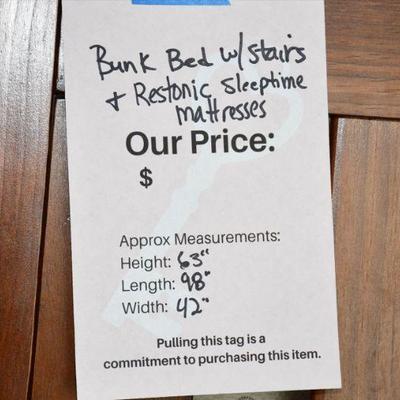 Bunk Bed w/stairs
+ Restonic Sleeptime
mattresses
Our Price:
$
Approx Measurements:
Height: 63"
Length: 98"
Width: 42"
Pulling this tag is a
commitment to purchasing this item.